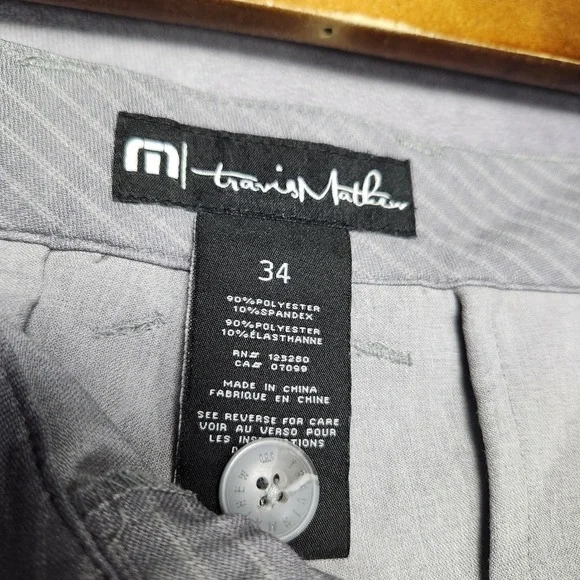 travisMathew
34
90%POLYESTER
10%SPANDEX
90%POLYESTER
10%ÉLASTHANNE
RN# 123280
CA# 07099
MADE IN CHINA
FABRIQUE EN CHINE
SEE REVERSE FOR CARE
VOIR AU VERSO POUR
LES INSTRUCTIONS